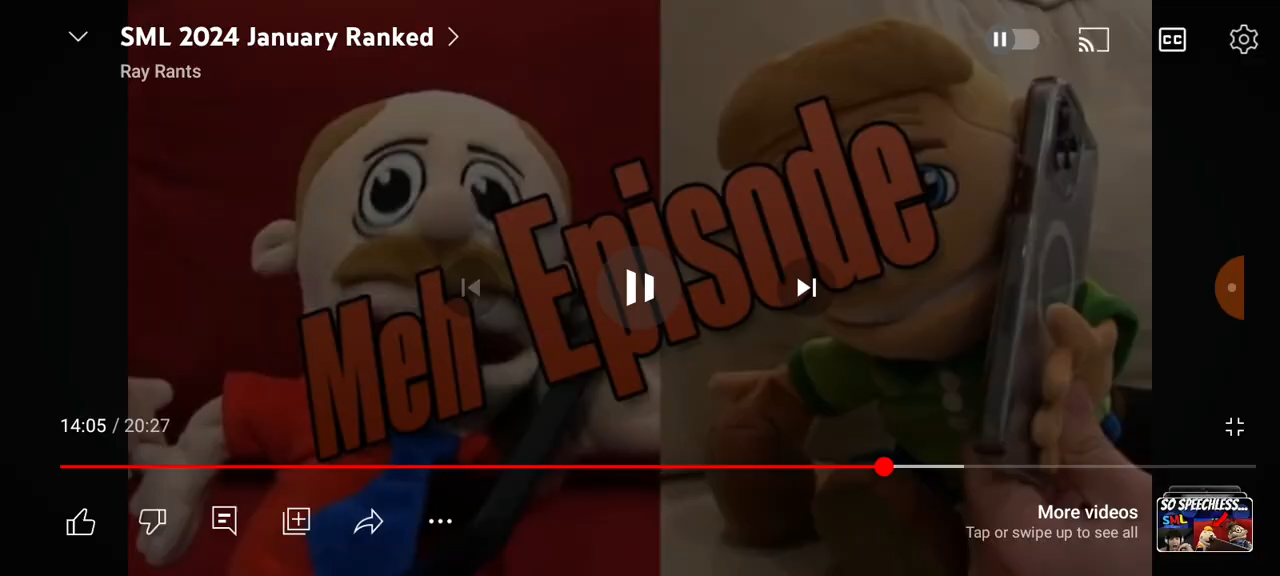 SML 2024 January Ranked
Ray Rants
CC
Meh Episode
14:05 / 20:27
More videos
Tap or swipe up to see all
SO SPEECHLESS...
SML